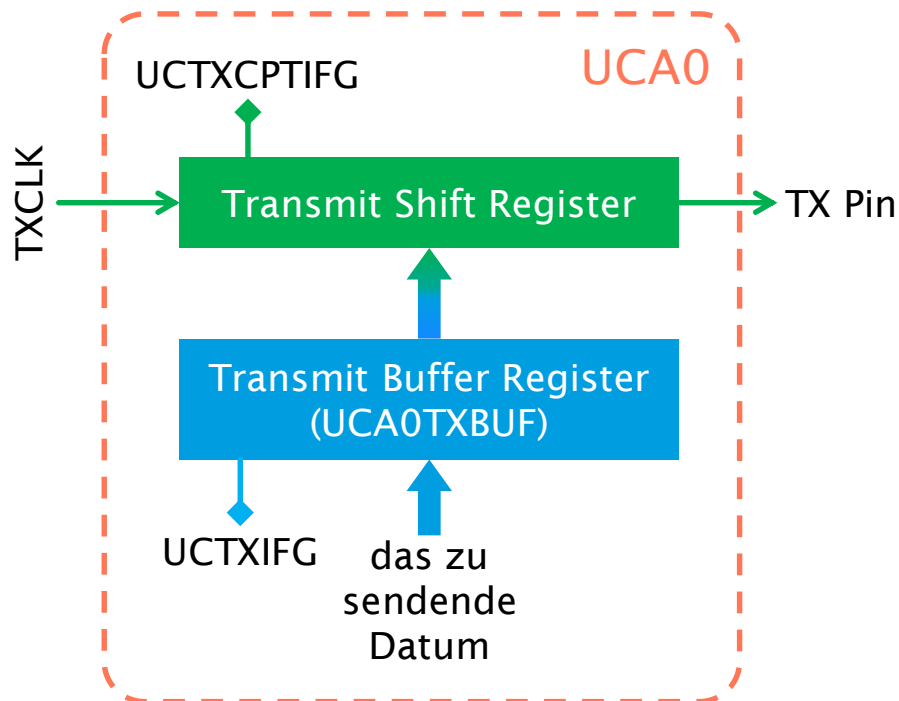 UCA0
UCTXCPTIFG
TXCLK
Transmit Shift Register
TX Pin
Transmit Buffer Register
(UCA0TXBUF)
UCTXIFG
das zu
sendende
Datum